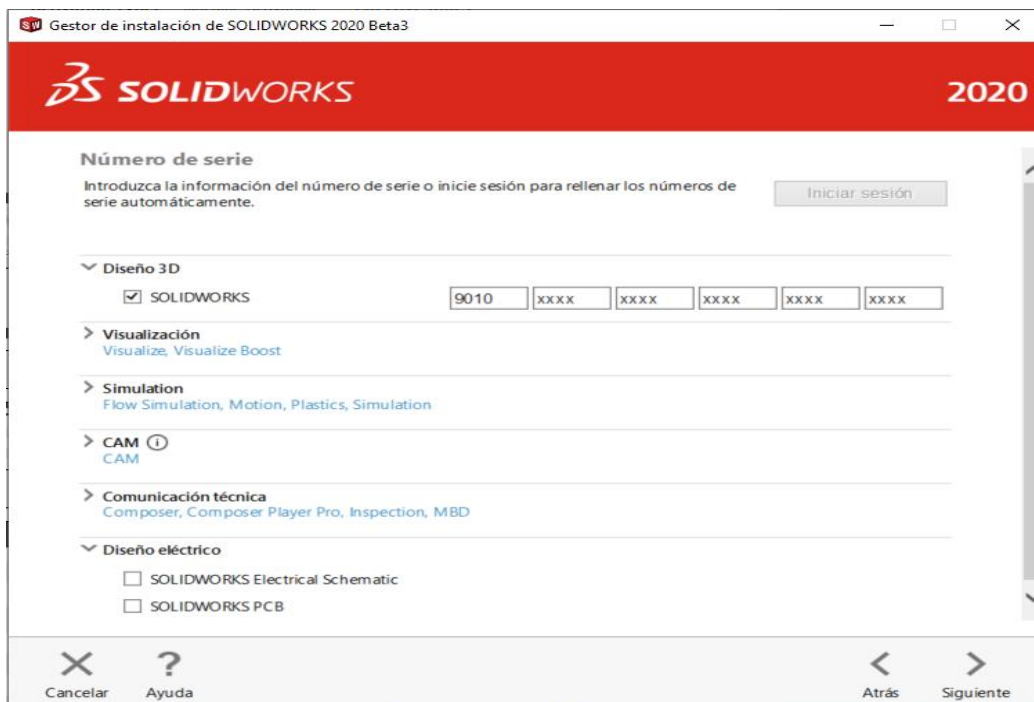 Gestor de instalación de SOLIDWORKS 2020 Beta3
SOLIDWORKS
2020
Número de serie
Introduzca la información del número de serie o inicie sesión para rellenar los números de
serie automáticamente.
Iniciar sesión
Diseño 3D
SOLIDWORKS 9010 xxxx xxxx xxxx xxxx xxxx
Visualización
Visualize, Visualize Boost
Simulation
Flow Simulation, Motion, Plastics, Simulation
CAM
CAM
Comunicación técnica
Composer, Composer Player Pro, Inspection, MBD
Diseño eléctrico
SOLIDWORKS Electrical Schematic
SOLIDWORKS PCB
Cancelar Ayuda Atrás Siguiente